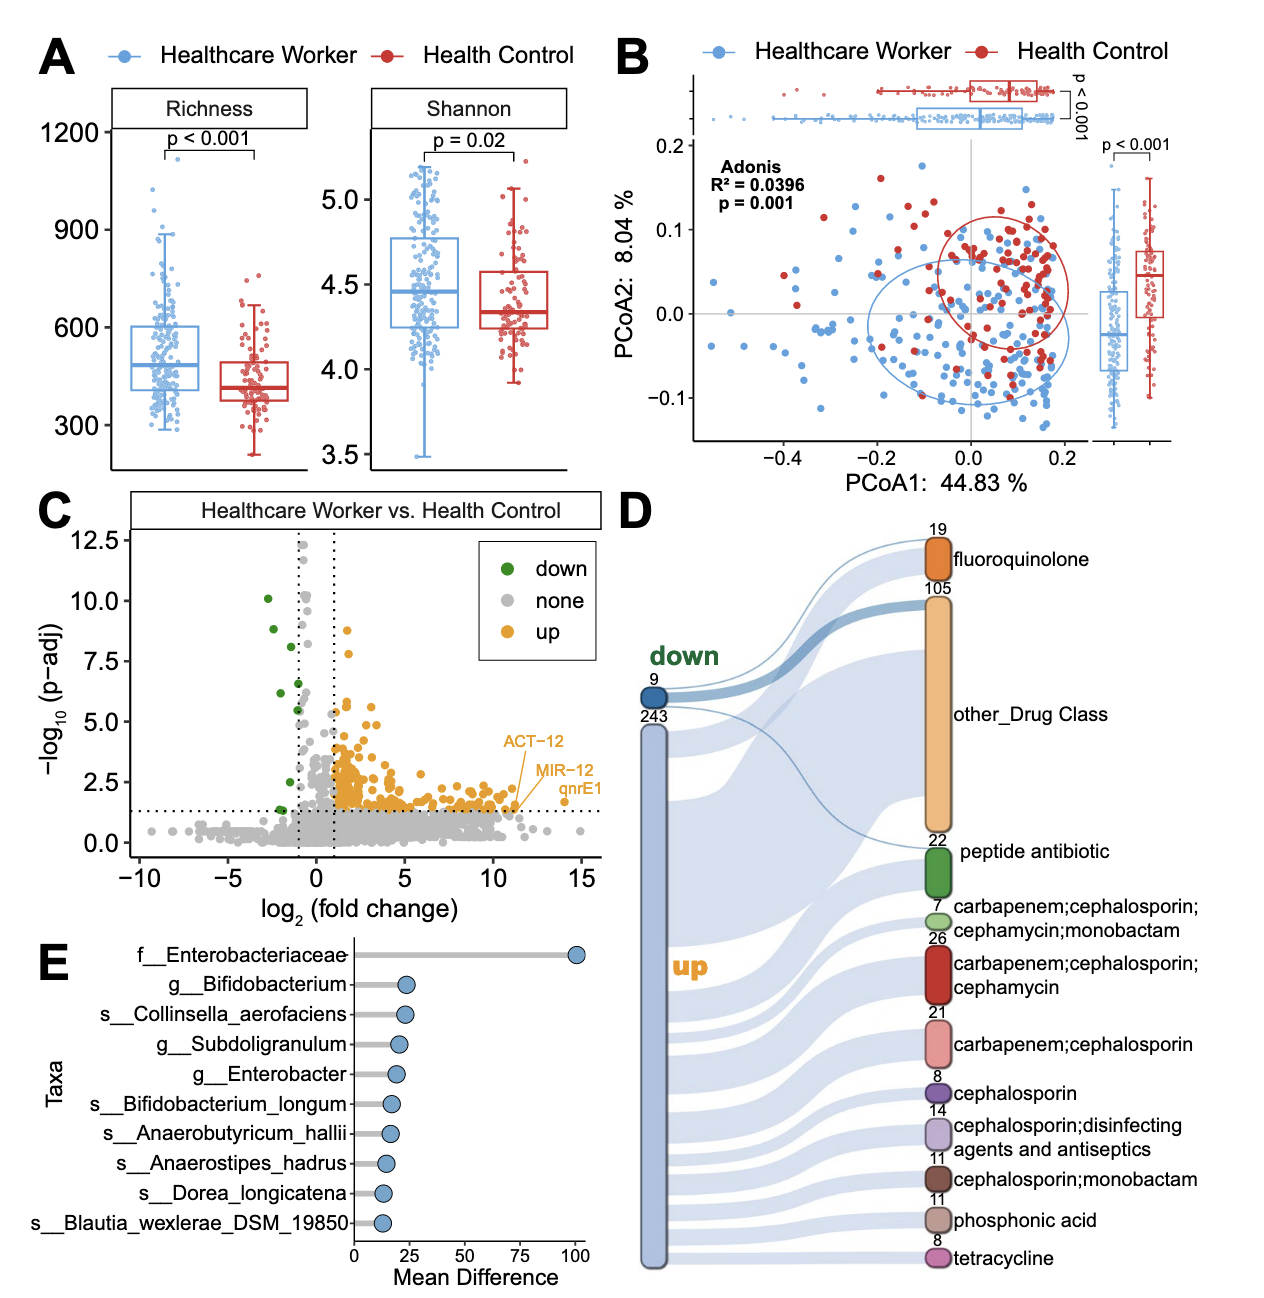 A
Healthcare Worker
Health Control
Richness
Shannon
p < 0.001
p = 0.02
1200
900
600
300
5.0
4.5
4.0
3.5
B
Healthcare Worker
Health Control
p < 0.001
p < 0.001
Adonis
R² = 0.0396
p = 0.001
0.2
0.1
0.0
−0.1
PCoA2: 8.04 %
−0.4
−0.2
0.0
0.2
PCoA1: 44.83 %
C
Healthcare Worker vs. Health Control
down
none
up
ACT−12
MIR−12
qnrE1
12.5
10.0
7.5
5.0
2.5
0.0
−log10 (p−adj)
−10
−5
0
5
10
15
log2 (fold change)
D
down
9
243
up
19
fluoroquinolone
105
other_Drug Class
22
peptide antibiotic
7
carbapenem;cephalosporin;
cephamycin;monobactam
26
carbapenem;cephalosporin;
cephamycin
21
carbapenem;cephalosporin
8
cephalosporin
14
cephalosporin;disinfecting
agents and antiseptics
11
cephalosporin;monobactam
11
phosphonic acid
8
tetracycline
E
Taxa
f__Enterobacteriaceae
g__Bifidobacterium
s__Collinsella_aerofaciens
g__Subdoligranulum
g__Enterobacter
s__Bifidobacterium_longum
s__Anaerobutyricum_hallii
s__Anaerostipes_hadrus
s__Dorea_longicatena
s__Blautia_wexlerae_DSM_19850
0
25
50
75
100
Mean Difference